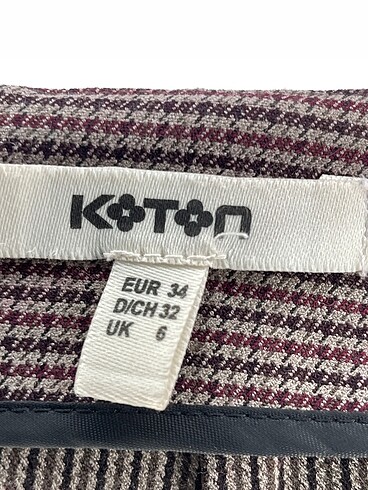 KOTON
EUR 34
D/CH 32
UK 6